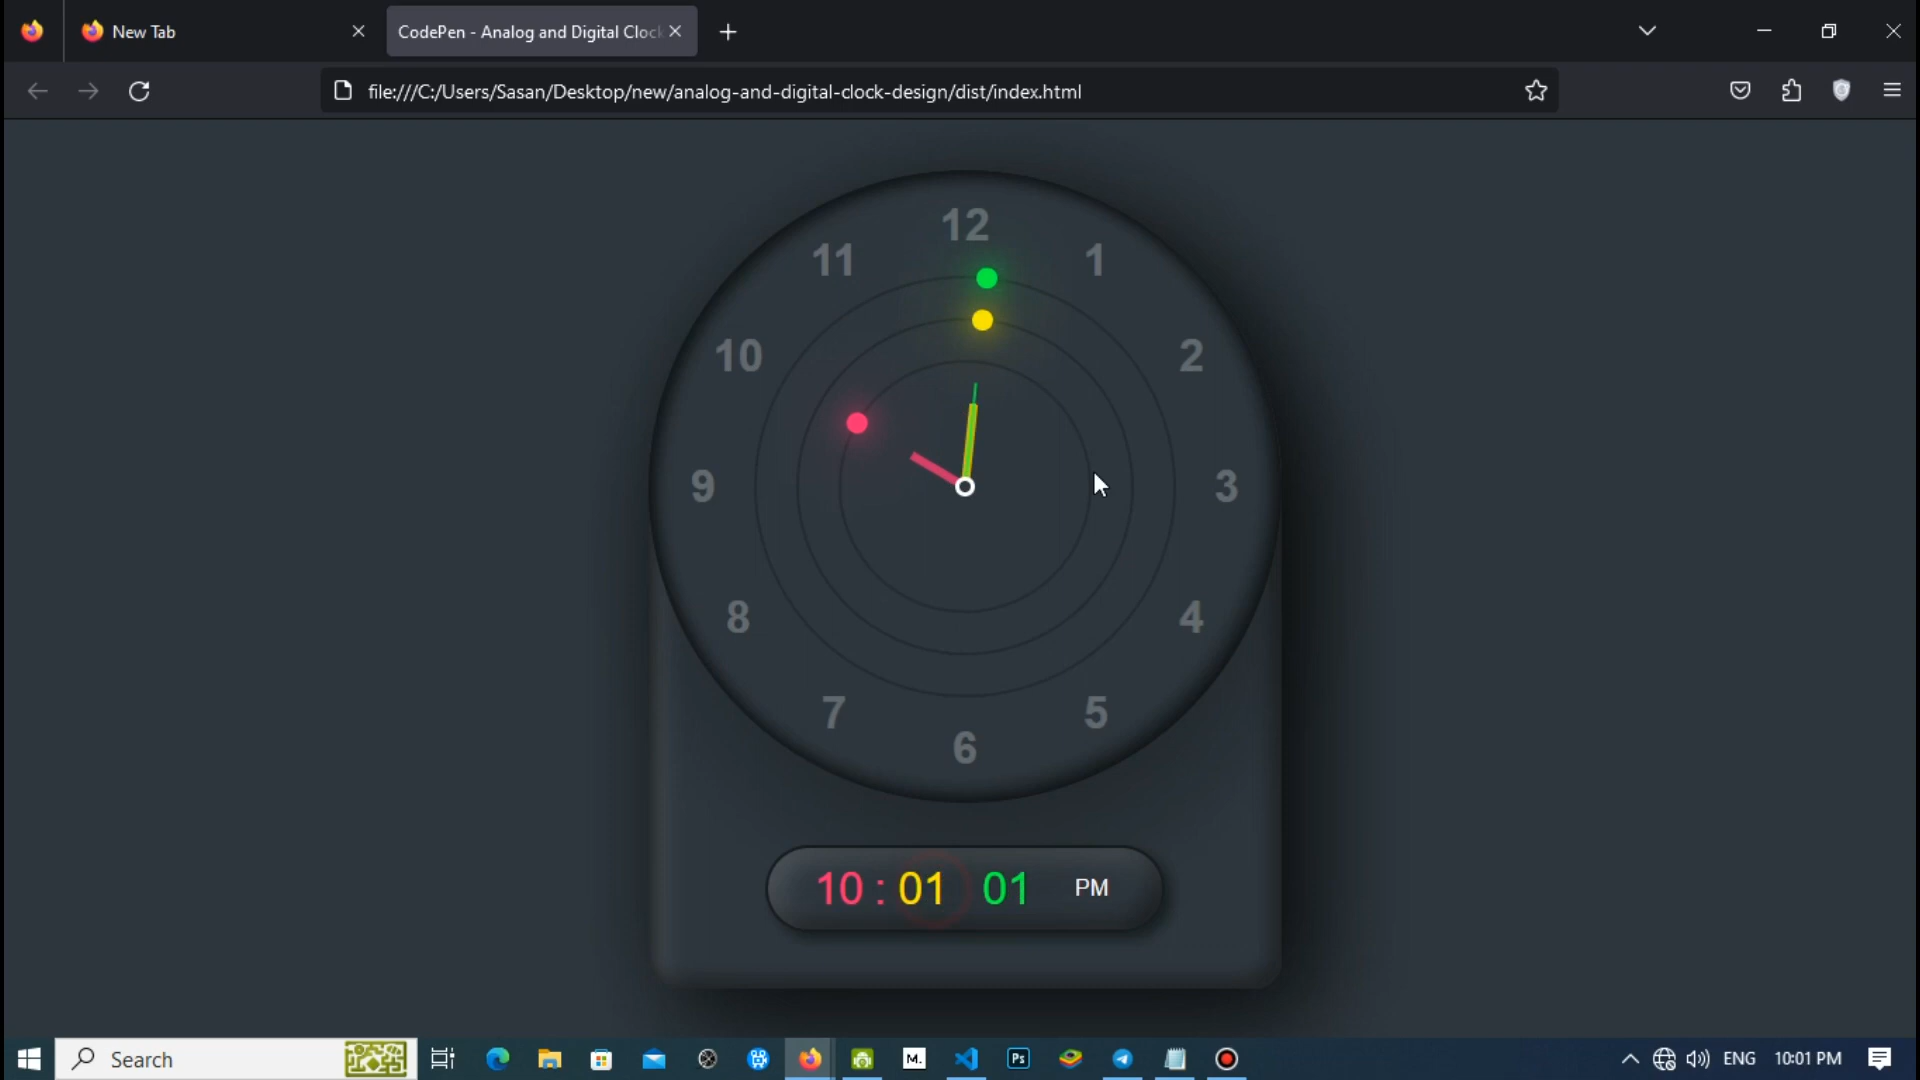 New Tab
CodePen - Analog and Digital Cloc
file:///C:/Users/Sasan/Desktop/new/analog-and-digital-clock-design/dist/index.html
12
11
1
10
2
9
3
8
4
7
5
6
10 : 01 01 PM
Search
M.
Ps
ENG
10:01 PM